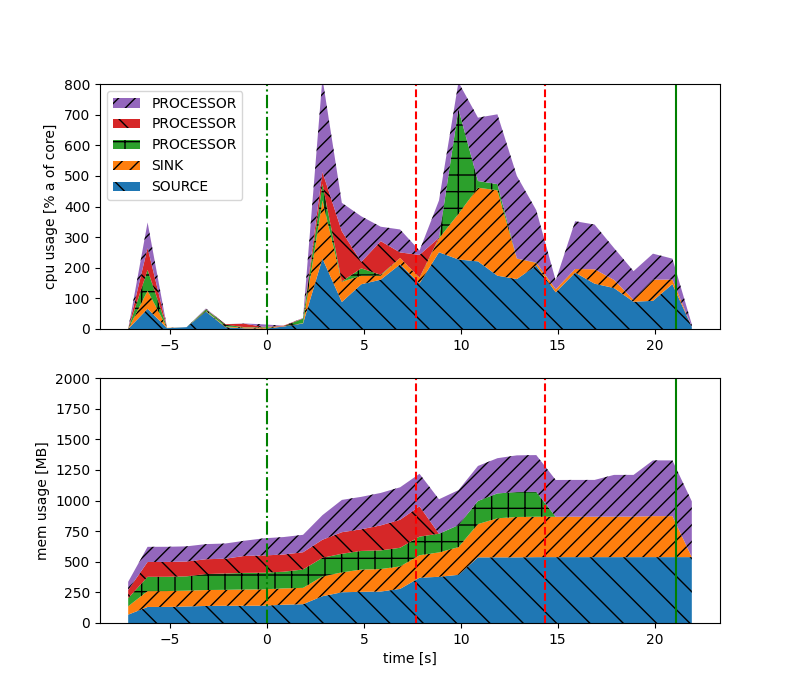 800
700
600
500
400
300
200
100
0
cpu usage [% a of core]
PROCESSOR
PROCESSOR
PROCESSOR
SINK
SOURCE
−5 0 5 10 15 20
2000
1750
1500
1250
1000
750
500
250
0
mem usage [MB]
−5 0 5 10 15 20
time [s]